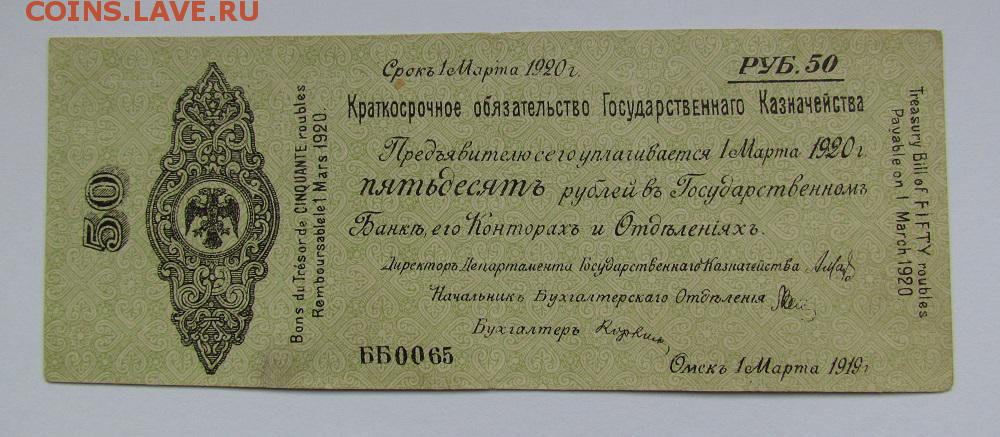 COINS.LAVE.RU
Срокъ 1 Марта 1920 г.
РУБ. 50
Краткосрочное обязательство Государственнаго Казначейства
Предъявителю сего уплачивается 1 Марта 1920 г.
пятьдесятъ рублей въ Государственномъ
Банкѣ, его Конторахъ и Отдѣленіяхъ.
Директоръ Департамента Государственнаго Казначейства
Начальник Бухгалтерскаго Отдѣленія
Бухгалтеръ
ББ0065
Омскъ 1 Марта 1919 г
50
Bons du Trésor de CINQUANTE roubles
Remboursable le 1 Mars 1920.
Treasury Bill of FIFTY roubles
Payable on 1 March 1920